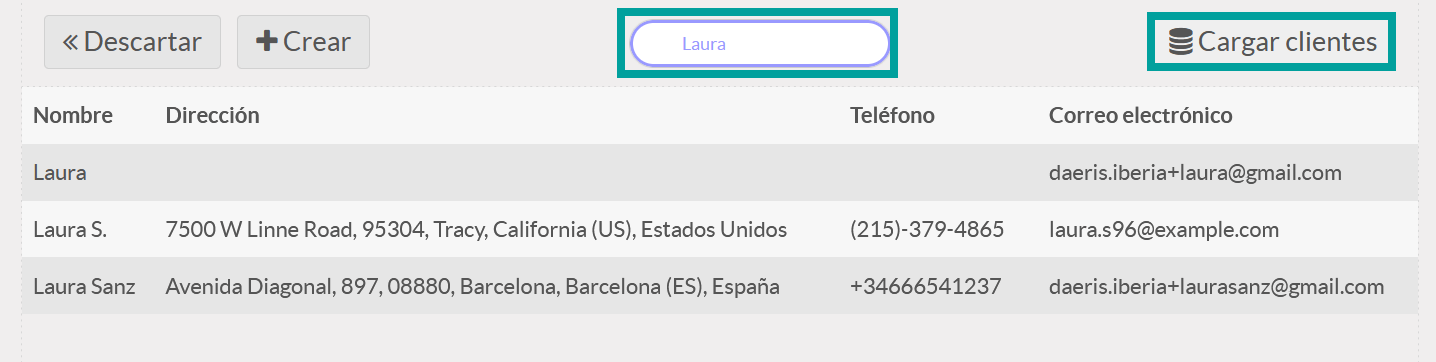 Descartar Crear Laura Cargar clientes
Nombre Dirección Teléfono Correo electrónico
Laura daeris.iberia+laura@gmail.com
Laura S. 7500 W Linne Road, 95304, Tracy, California (US), Estados Unidos (215)-379-4865 laura.s96@example.com
Laura Sanz Avenida Diagonal, 897, 08880, Barcelona, Barcelona (ES), España +34666541237 daeris.iberia+laurasanz@gmail.com